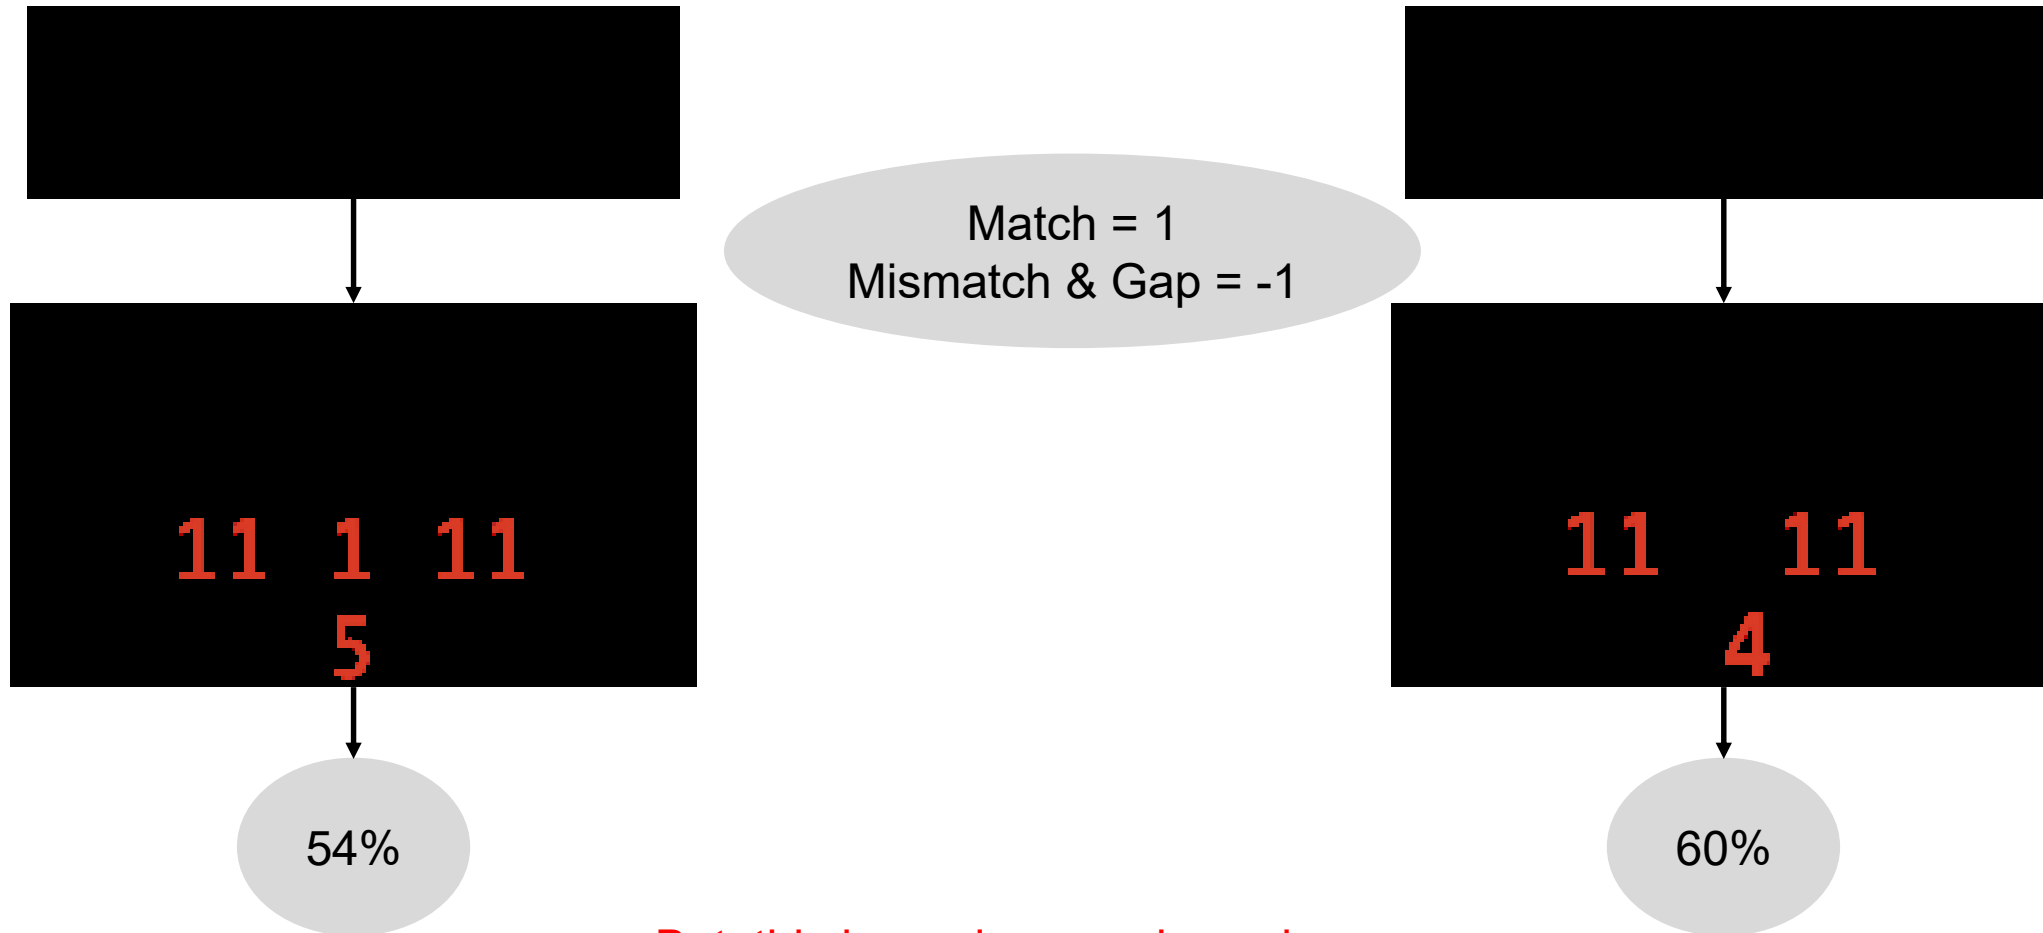 Match = 1
Mismatch & Gap = -1
11 1 11
5
11 11
4
54%
60%